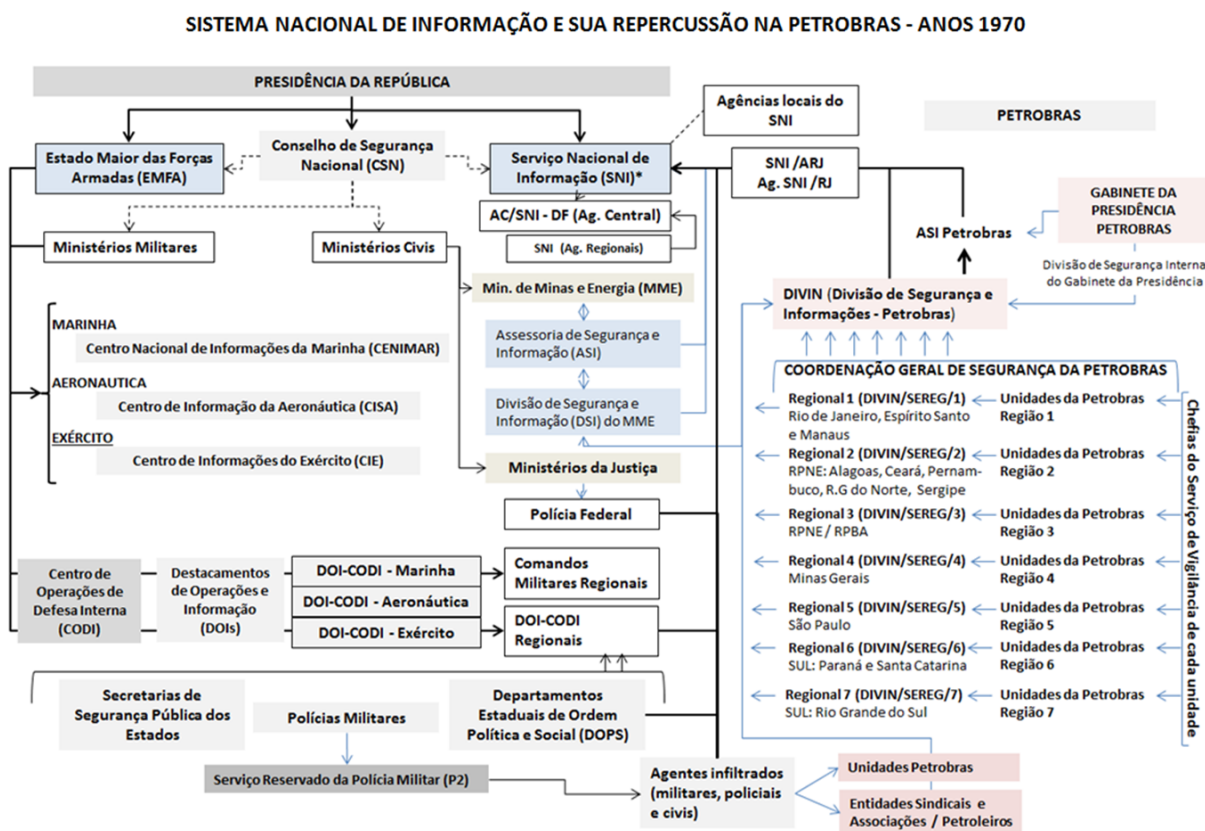 SISTEMA NACIONAL DE INFORMAÇÃO E SUA REPERCUSSÃO NA PETROBRAS - ANOS 1970
PRESIDÊNCIA DA REPÚBLICA
Agências locais do
SNI
PETROBRAS
Estado Maior das Forças
Armadas (EMFA)
Conselho de Segurança
Nacional (CSN)
Serviço Nacional de
Informação (SNI)*
SNI /ARJ
Ag. SNI /RJ
GABINETE DA
PRESIDÊNCIA
PETROBRAS
AC/SNI - DF (Ag. Central)
SNI (Ag. Regionais)
ASI Petrobras
Ministérios Militares
Ministérios Civis
Divisão de Segurança Interna
do Gabinete da Presidência
Min. de Minas e Energia (MME)
DIVIN (Divisão de Segurança e
Informações - Petrobras)
MARINHA
Centro Nacional de Informações da Marinha (CENIMAR)
AERONAUTICA
Centro de Informação da Aeronáutica (CISA)
EXÉRCITO
Centro de Informações do Exército (CIE)
Assessoria de Segurança e
Informação (ASI)
Divisão de Segurança e
Informação (DSI) do MME
Ministérios da Justiça
Polícia Federal
COORDENAÇÃO GERAL DE SEGURANÇA DA PETROBRAS
Regional 1 (DIVIN/SEREG/1)
Rio de Janeiro, Espírito Santo
e Manaus
Unidades da Petrobras
Região 1
Regional 2 (DIVIN/SEREG/2)
RPNE: Alagoas, Ceará, Pernam-
buco, R.G do Norte, Sergipe
Unidades da Petrobras
Região 2
Regional 3 (DIVIN/SEREG/3)
RPNE/ RPBA
Unidades da Petrobras
Região 3
Regional 4 (DIVIN/SEREG/4)
Minas Gerais
Unidades da Petrobras
Região 4
Regional 5 (DIVIN/SEREG/5)
São Paulo
Unidades da Petrobras
Região 5
Regional 6 (DIVIN/SEREG/6)
SUL: Paraná e Santa Catarina
Unidades da Petrobras
Região 6
Regional 7 (DIVIN/SEREG/7)
SUL: Rio Grande do Sul
Unidades da Petrobras
Região 7
Chefias do Serviço de Vigilância de cada unidade
Centro de
Operações de
Defesa Interna
(CODI)
Destacamentos
de Operações e
Informação
(DOIs)
DOI-CODI - Marinha
DOI-CODI - Aeronáutica
DOI-CODI - Exército
Comandos
Militares Regionais
DOI-CODI
Regionais
Secretarias de
Segurança Pública dos
Estados
Polícias Militares
Departamentos
Estaduais de Ordem
Política e Social (DOPS)
Serviço Reservado da Polícia Militar (P2)
Agentes infiltrados
(militares, policiais
e civis)
Unidades Petrobras
Entidades Sindicais e
Associações / Petroleiros